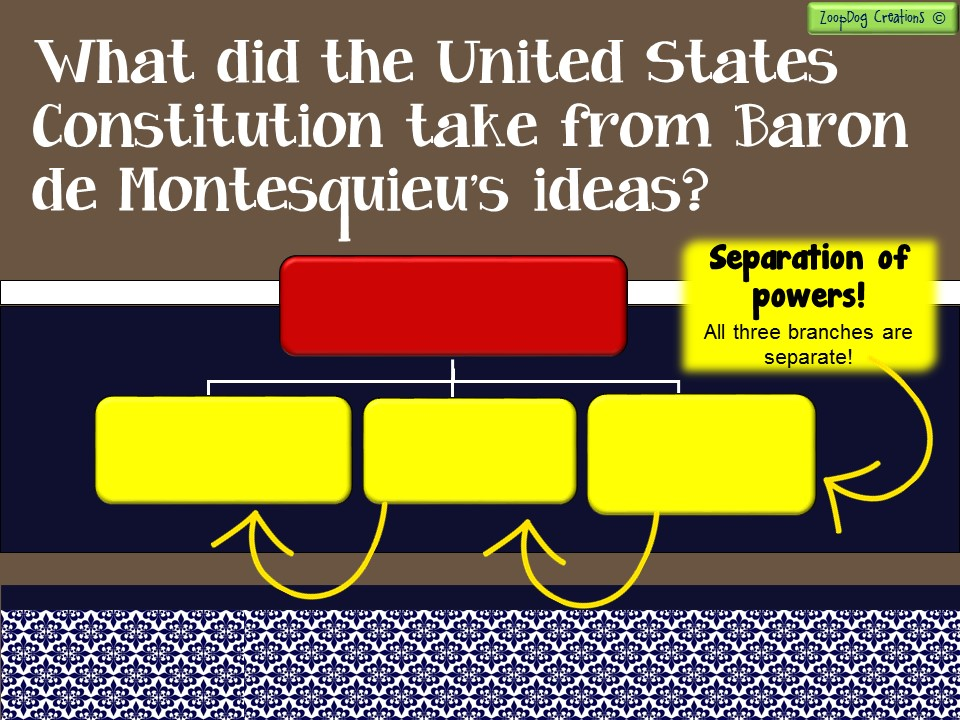 ZoopDog Creations ©
What did the United States
Constitution take from Baron
de Montesquieu's ideas?
Separation of
powers!
All three branches are
separate!